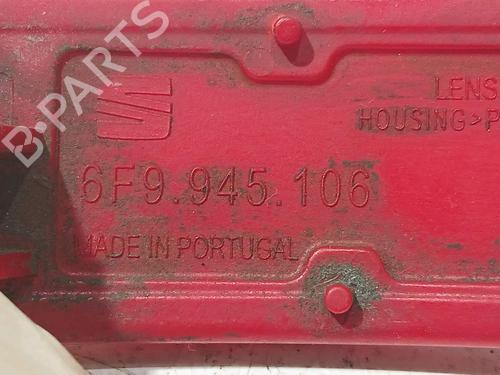 B-PARTS
LENS
HOUSING>P
6F9.945.106
MADE IN PORTUGAL